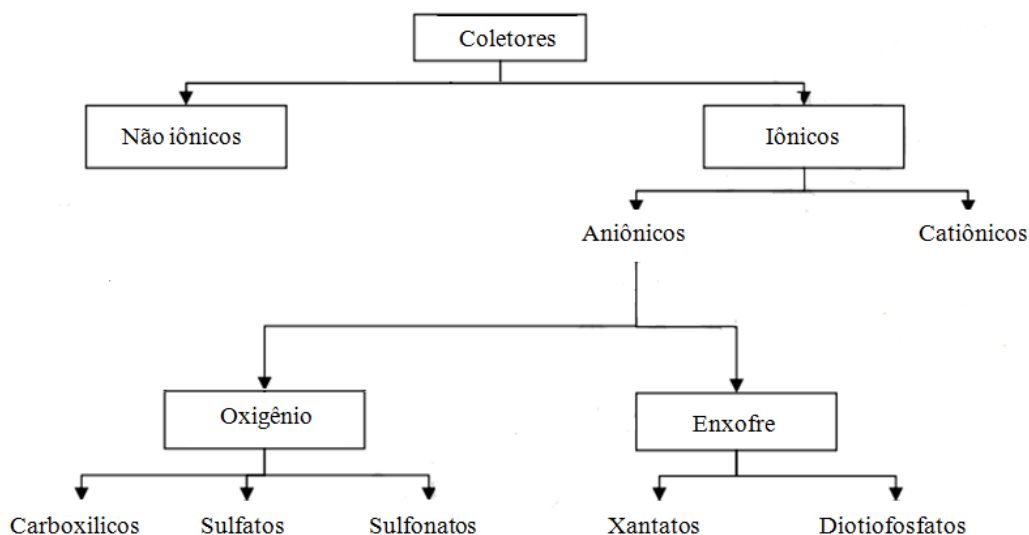 Coletores
Não iônicos
Iônicos
Aniônicos
Catiônicos
Oxigênio
Enxofre
Carboxilicos
Sulfatos
Sulfonatos
Xantatos
Diotiofosfatos